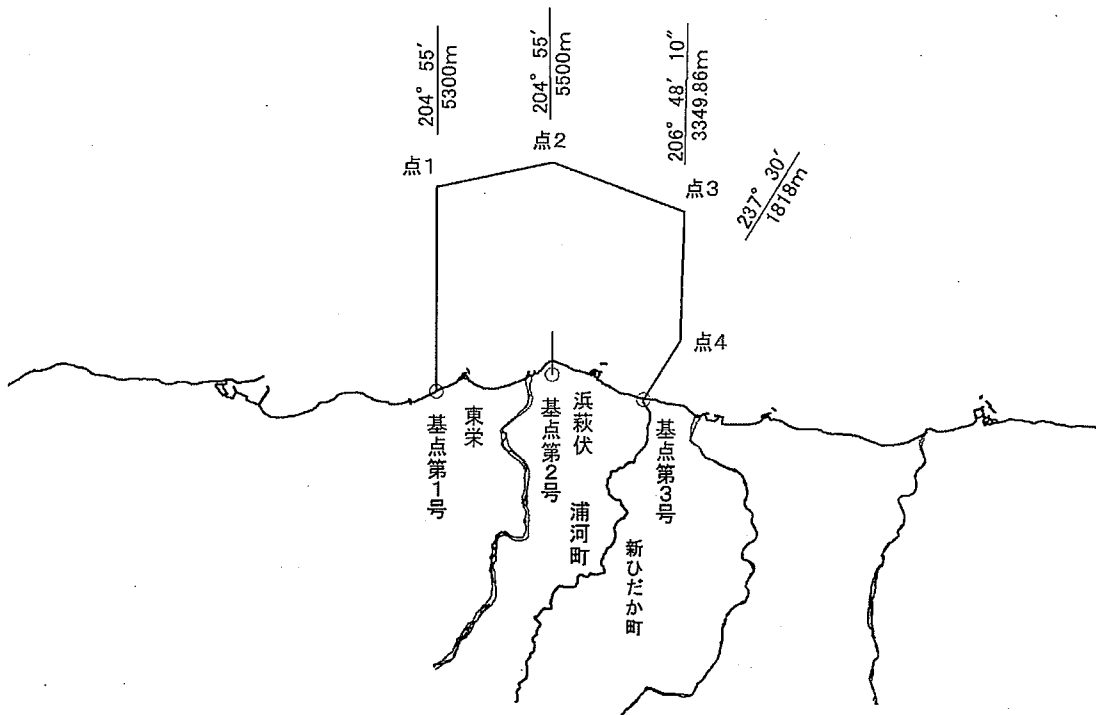 204° 55′
5300m
204° 55′
5500m
206° 48′ 10″
3349.86m
237° 30′
1818m
点1
点2
点3
点4
基点第1号
東栄
基点第2号
浜荻伏
基点第3号
浦河町
新ひだか町